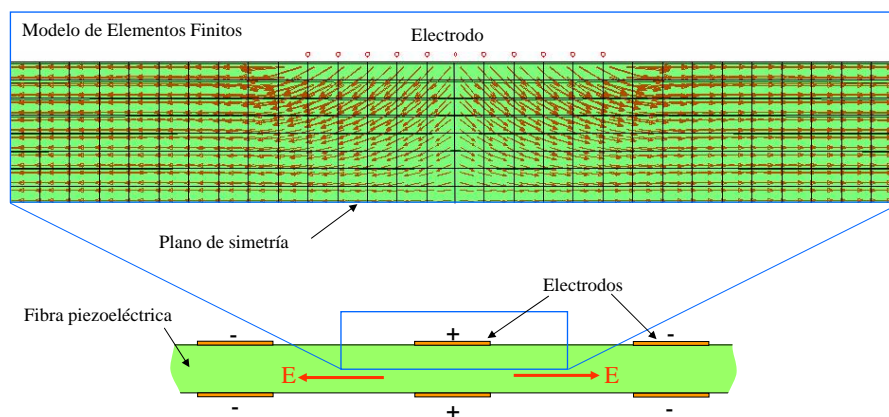 Modelo de Elementos Finitos
Electrodo
Plano de simetría
Electrodos
Fibra piezoeléctrica
- + -
E E
- + -